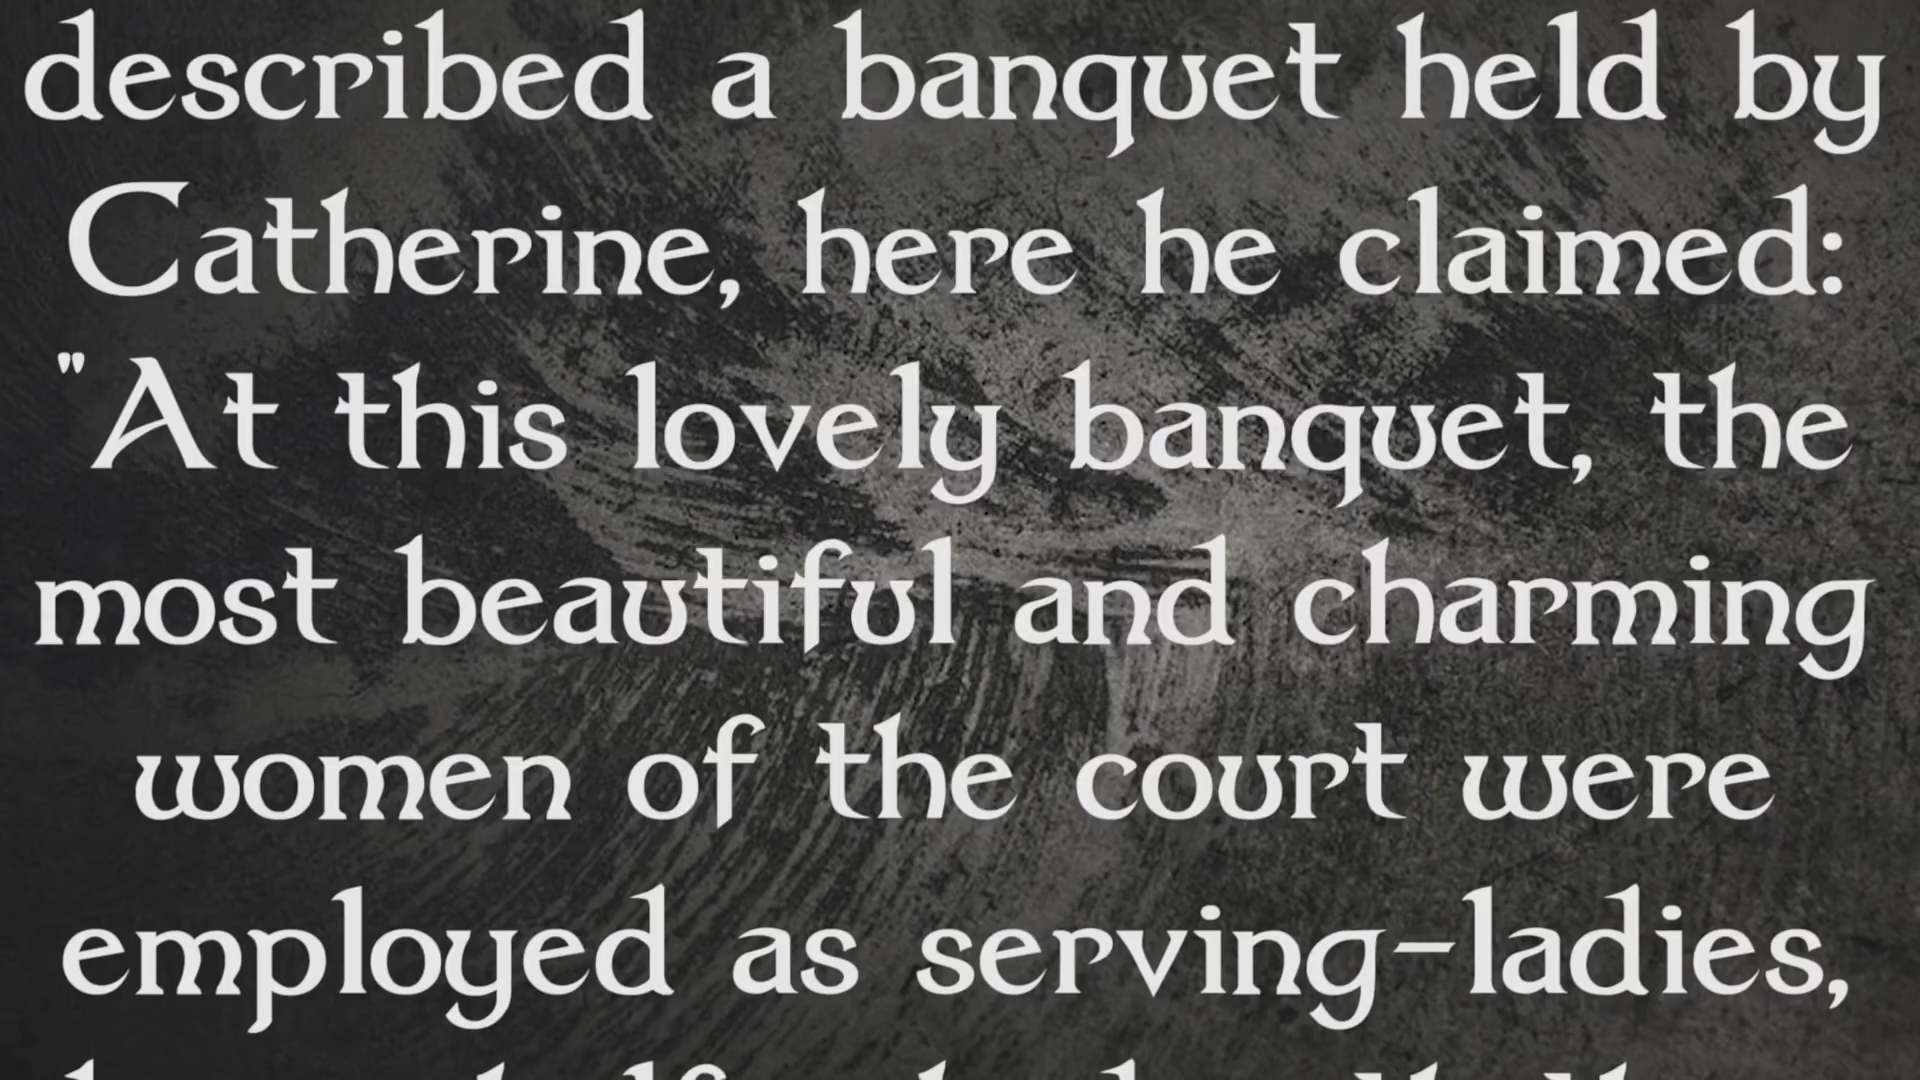 described a banquet held by
Catherine, here he claimed:
"At this lovely banquet, the
most beautiful and charming
women of the court were
employed as serving-ladies,